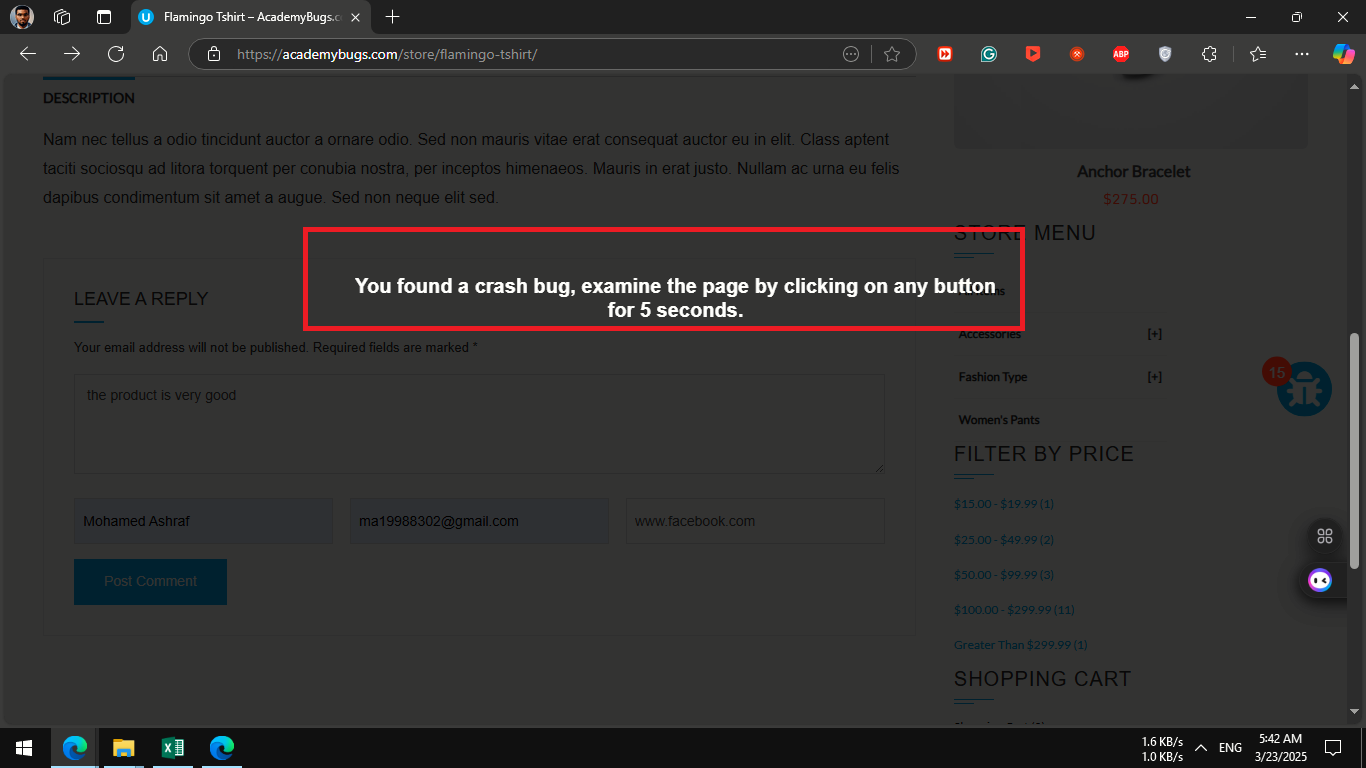 Flamingo Tshirt – AcademyBugs.c
https://academybugs.com/store/flamingo-tshirt/
ABP
DESCRIPTION
Nam nec tellus a odio tincidunt auctor a ornare odio. Sed non mauris vitae erat consequat auctor eu in elit. Class aptent
taciti sociosqu ad litora torquent per conubia nostra, per inceptos himenaeos. Mauris in erat justo. Nullam ac urna eu felis
dapibus condimentum sit amet a augue. Sed non neque elit sed.
You found a crash bug, examine the page by clicking on any button
for 5 seconds.
LEAVE A REPLY
Your email address will not be published. Required fields are marked *
the product is very good
Mohamed Ashraf
ma19988302@gmail.com
www.facebook.com
Post Comment
Anchor Bracelet
$275.00
STORE MENU
Accessories [+]
Fashion Type [+]
Women's Pants
15
FILTER BY PRICE
$15.00 - $19.99 (1)
$25.00 - $49.99 (2)
$50.00 - $99.99 (3)
$100.00 - $299.99 (11)
Greater Than $299.99 (1)
SHOPPING CART
1.6 KB/s
1.0 KB/s
ENG
5:42 AM
3/23/2025